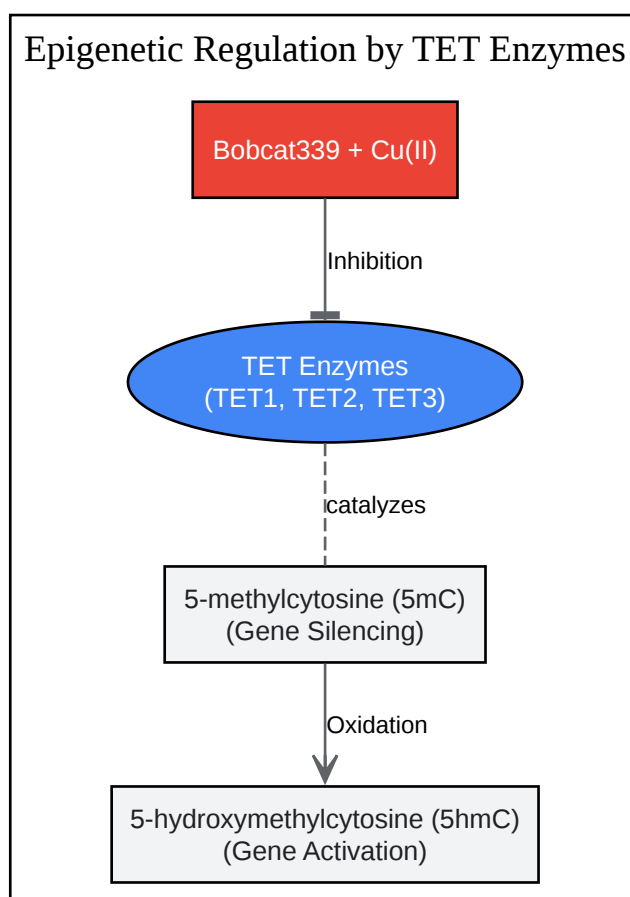 Epigenetic Regulation by TET Enzymes
Bobcat339 + Cu(II)
Inhibition
TET Enzymes
(TET1, TET2, TET3)
catalyzes
5-methylcytosine (5mC)
(Gene Silencing)
Oxidation
5-hydroxymethylcytosine (5hmC)
(Gene Activation)